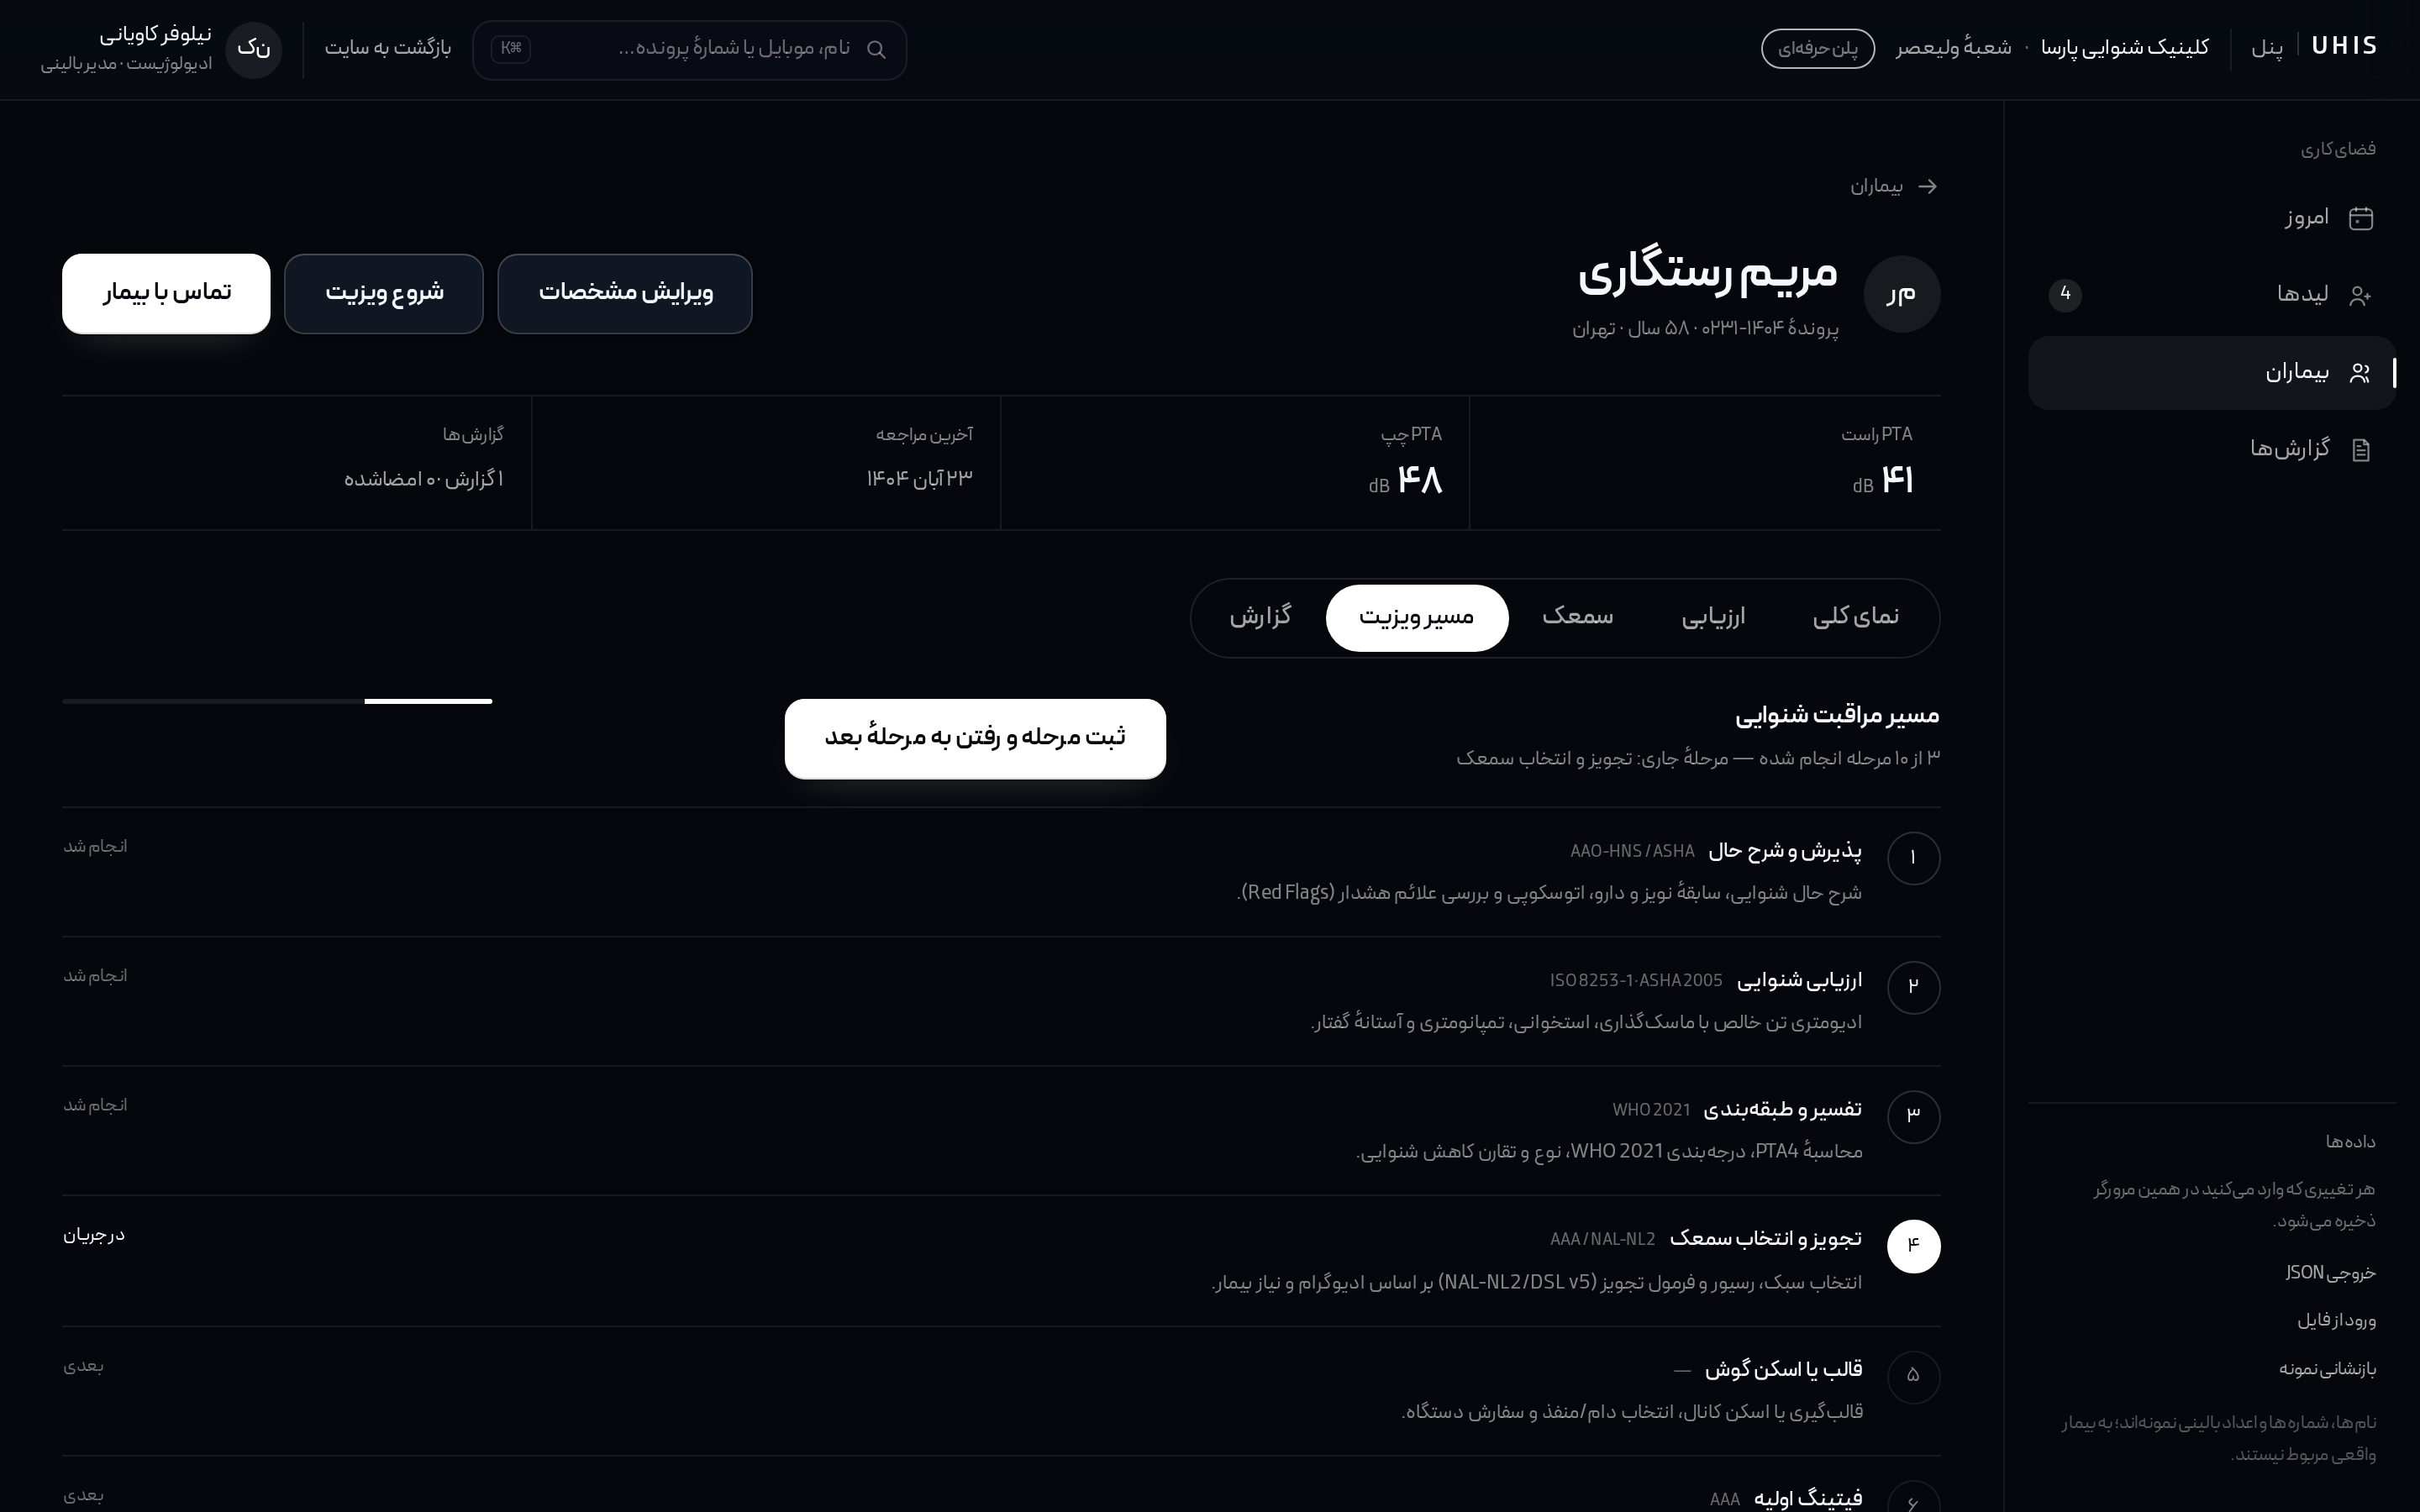 UHIS
پنل
کلینیک شنوایی پارسا · شعبهٔ ولیعصر
پلن حرفه‌ای
نام، موبایل یا شمارهٔ پرونده...
⌘K
بازگشت به سایت
ن‌ک
نیلوفر کاویانی
ادیولوژیست · مدیر بالینی
فضای کاری
امروز
لیدها
4
بیماران
گزارش‌ها
داده‌ها
هر تغییری که وارد می‌کنید در همین مرورگر
ذخیره می‌شود.
خروجی JSON
ورود از فایل
بازنشانی نمونه
نام‌ها، شماره‌ها و اعداد بالینی نمونه‌اند؛ به بیمار
واقعی مربوط نیستند.
بیماران
م‌ر
مریم رستگاری
پروندهٔ ۱۴۰۴-۰۲۳۱ · ۵۸ سال · تهران
ویرایش مشخصات
شروع ویزیت
تماس با بیمار
PTA راست
۴۱ dB
PTA چپ
۴۸ dB
آخرین مراجعه
۲۳ آبان ۱۴۰۴
گزارش‌ها
۱ گزارش · ۰ امضاشده
نمای کلی
ارزیابی
سمعک
مسیر ویزیت
گزارش
مسیر مراقبت شنوایی
۳ از ۱۰ مرحله انجام شده — مرحلهٔ جاری: تجویز و انتخاب سمعک
ثبت مرحله و رفتن به مرحلهٔ بعد
۱
پذیرش و شرح حال AAO-HNS / ASHA
انجام شد
شرح حال شنوایی، سابقهٔ نویز و دارو، اتوسکوپی و بررسی علائم هشدار (Red Flags).
۲
ارزیابی شنوایی ISO 8253-1 · ASHA 2005
انجام شد
ادیومتری تن خالص با ماسک‌گذاری، استخوانی، تمپانومتری و آستانهٔ گفتار.
۳
تفسیر و طبقه‌بندی WHO 2021
انجام شد
محاسبهٔ PTA4، درجه‌بندی WHO 2021، نوع و تقارن کاهش شنوایی.
۴
تجویز و انتخاب سمعک AAA / NAL-NL2
در جریان
انتخاب سبک، رسیور و فرمول تجویز (NAL-NL2/DSL v5) بر اساس ادیوگرام و نیاز بیمار.
۵
قالب یا اسکن گوش —
بعدی
قالب‌گیری یا اسکن کانال، انتخاب دام/منفذ و سفارش دستگاه.
۶
فیتینگ اولیه AAA
بعدی